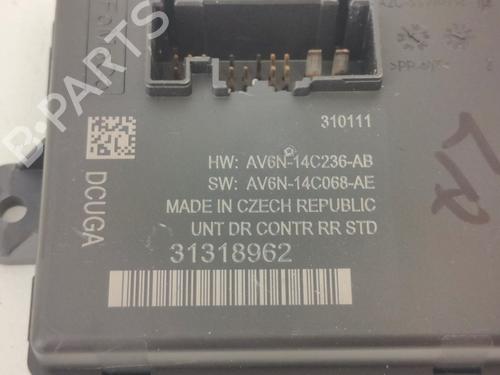 B-PARTS
310111
HW: AV6N-14C236-AB
SW: AV6N-14C068-AE
MADE IN CZECH REPUBLIC
UNT DR CONTR RR STD
31318962
DCUGA